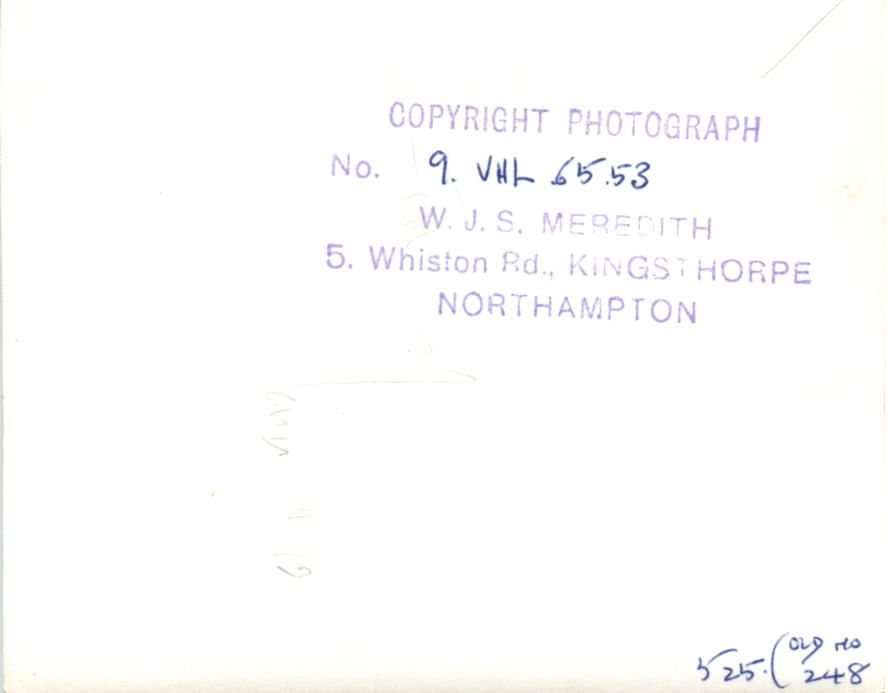 COPYRIGHT PHOTOGRAPH
No. 9. VHL .65.53
W. J. S. MEREDITH
5. Whiston Rd., KINGSTHORPE
NORTHAMPTON
525. (OLD NO
248